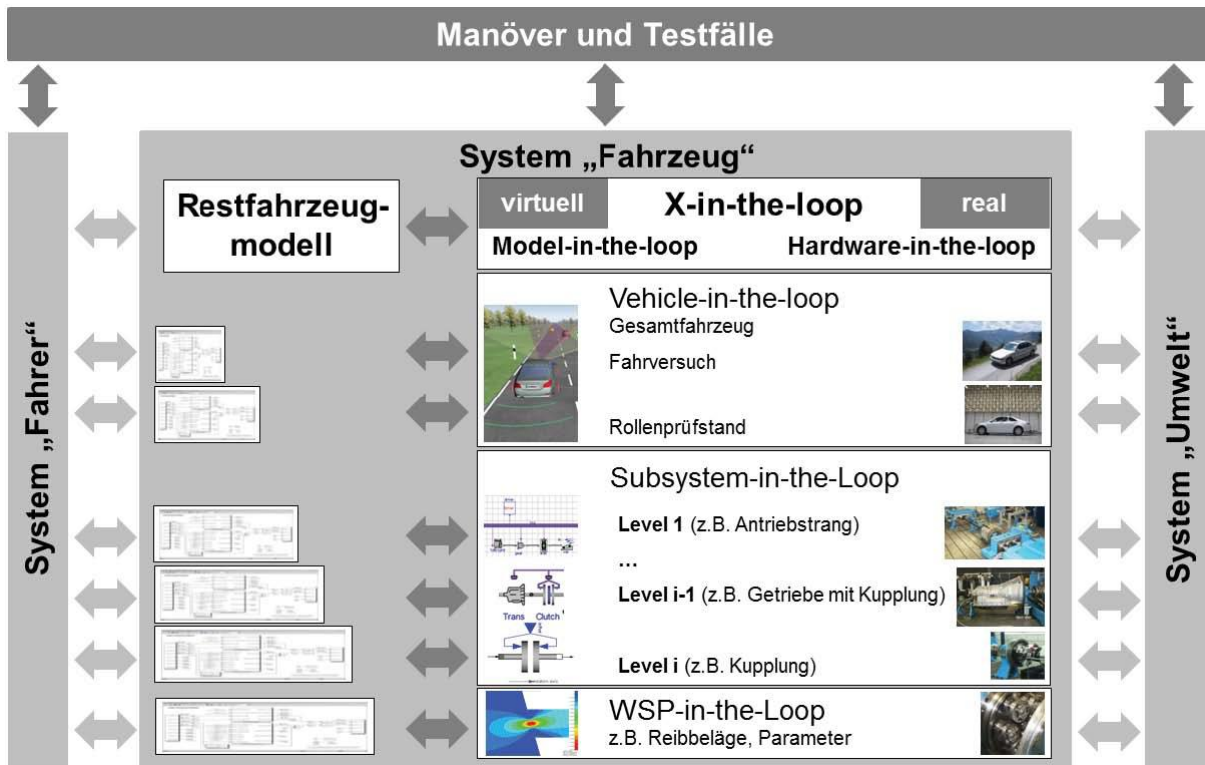 Manöver und Testfälle
System „Fahrer“
System „Fahrzeug“
Restfahrzeug-
modell
virtuell
X-in-the-loop
real
Model-in-the-loop
Hardware-in-the-loop
Vehicle-in-the-loop
Gesamtfahrzeug
Fahrversuch
Rollenprüfstand
Subsystem-in-the-Loop
Level 1 (z.B. Antriebstrang)
...
Level i-1 (z.B. Getriebe mit Kupplung)
Trans Clutch
Level i (z.B. Kupplung)
WSP-in-the-Loop
z.B. Reibbeläge, Parameter
System „Umwelt“